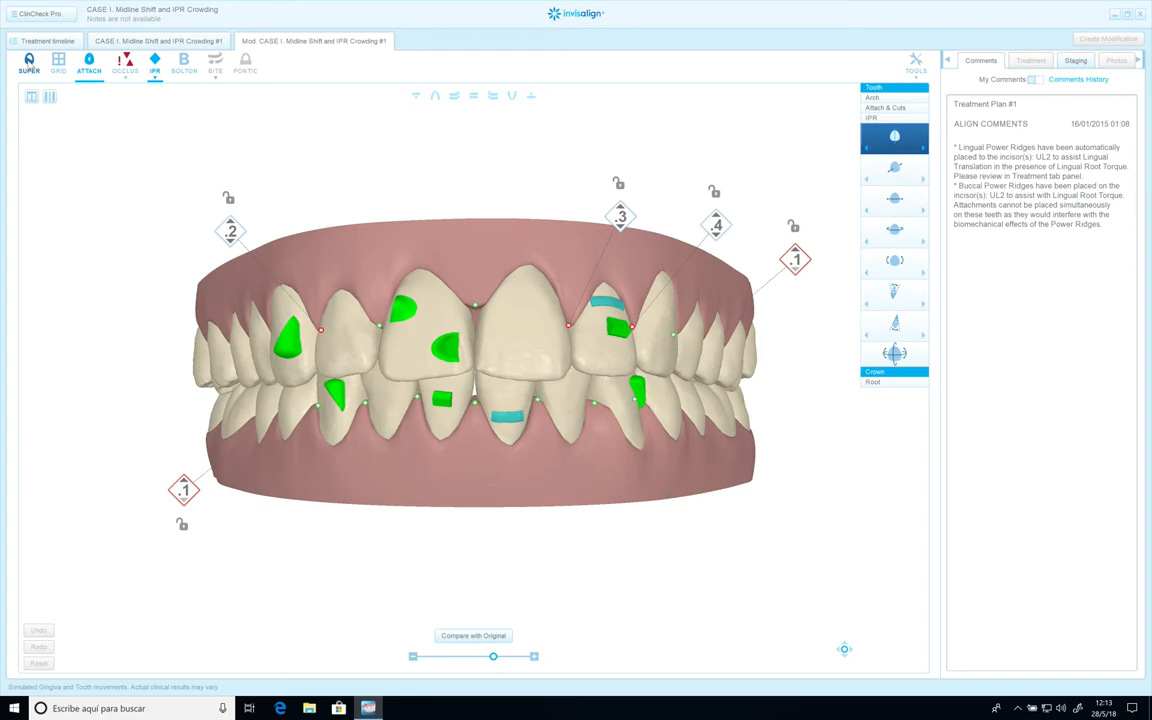 ClinCheck Pro
CASE I. Midline Shift and IPR Crowding
Notes are not available
invisalign
Treatment timeline
CASE I. Midline Shift and IPR Crowding #1
Mod. CASE I. Midline Shift and IPR Crowding #1
Create Modification
SUPER
GRID
ATTACH
OCCLUS
IPR
BOLTON
BITE
PONTIC
TOOLS
Comments
Treatment
Staging
Photos
My Comments
Comments History
Tooth
Arch
Attach & Cuts
IPR
Treatment Plan #1
ALIGN COMMENTS 16/01/2015 01:08
* Lingual Power Ridges have been automatically
placed to the incisor(s): UL2 to assist Lingual
Translation in the presence of Lingual Root Torque.
Please review in Treatment tab panel.
* Buccal Power Ridges have been placed on the
incisor(s): UL2 to assist with Lingual Root Torque.
Attachments cannot be placed simultaneously
on these teeth as they would interfere with the
biomechanical effects of the Power Ridges.
.2
.3
.4
.1
.1
Crown
Root
Undo
Redo
Reset
Compare with Original
Simulated Gingiva and Tooth movements. Actual clinical results may vary.
Escribe aquí para buscar
12:13
28/5/18